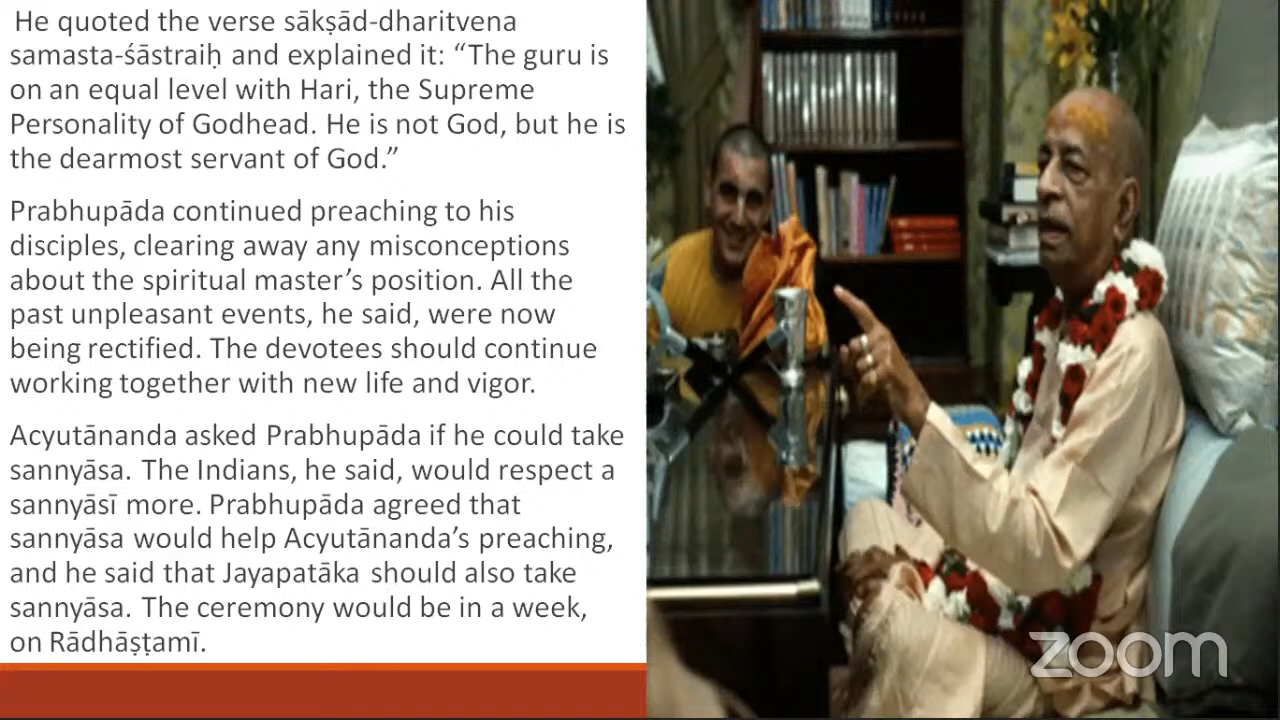 He quoted the verse sākṣād-dharitvena
samasta-śāstraiḥ and explained it: “The guru is
on an equal level with Hari, the Supreme
Personality of Godhead. He is not God, but he is
the dearmost servant of God.”
Prabhupāda continued preaching to his
disciples, clearing away any misconceptions
about the spiritual master’s position. All the
past unpleasant events, he said, were now
being rectified. The devotees should continue
working together with new life and vigor.
Acyutānanda asked Prabhupāda if he could take
sannyāsa. The Indians, he said, would respect a
sannyāsī more. Prabhupāda agreed that
sannyāsa would help Acyutānanda’s preaching,
and he said that Jayapatāka should also take
sannyāsa. The ceremony would be in a week,
on Rādhāṣṭamī.
zoom